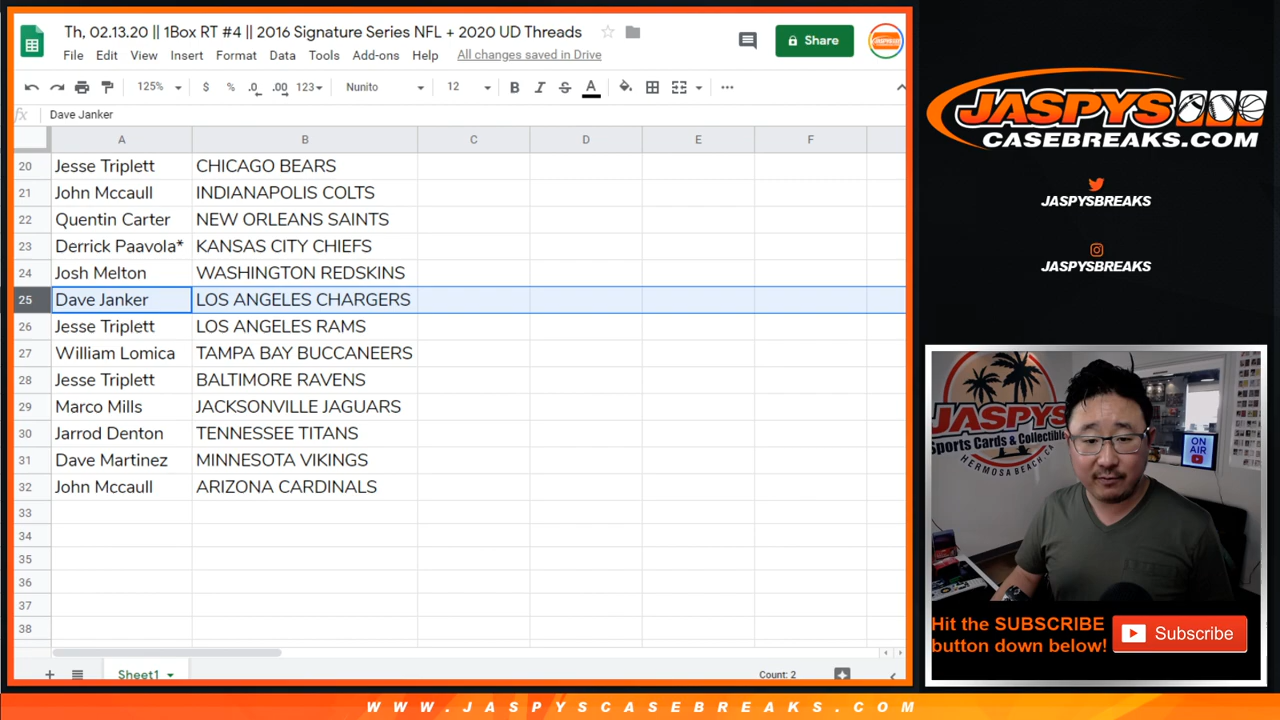 Th, 02.13.20 || 1Box RT #4 || 2016 Signature Series NFL + 2020 UD Threads
Share
File Edit View Insert Format Data Tools Add-ons Help All changes saved in Drive
125% $ % .0 .00 123 Nunito 12 B I S A
fx Dave Janker
A B C D E F
20 Jesse Triplett CHICAGO BEARS
21 John Mccaull INDIANAPOLIS COLTS
22 Quentin Carter NEW ORLEANS SAINTS
23 Derrick Paavola* KANSAS CITY CHIEFS
24 Josh Melton WASHINGTON REDSKINS
25 Dave Janker LOS ANGELES CHARGERS
26 Jesse Triplett LOS ANGELES RAMS
27 William Lomica TAMPA BAY BUCCANEERS
28 Jesse Triplett BALTIMORE RAVENS
29 Marco Mills JACKSONVILLE JAGUARS
30 Jarrod Denton TENNESSEE TITANS
31 Dave Martinez MINNESOTA VIKINGS
32 John Mccaull ARIZONA CARDINALS
33
34
35
36
37
38
Sheet1
Count: 2
JASPYS
CASEBREAKS.COM
JASPYSBREAKS
JASPYSBREAKS
JASPYS
Sports Cards & Collectible
HERMOSA BEACH, CA
ON AIR
Hit the SUBSCRIBE
button down below!
Subscribe
WWW.JASPYSCASEBREAKS.COM